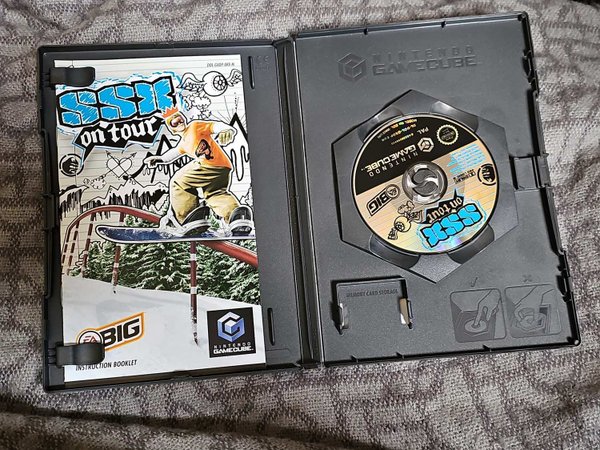 SSX
on tour
EA
BIG
INSTRUCTION BOOKLET
NINTENDO
GAMECUBE
NINTENDO
GAMECUBE
PAL
NINTENDO
GAMECUBE
BIG
SSX
on tour
MEMORY CARD STORAGE